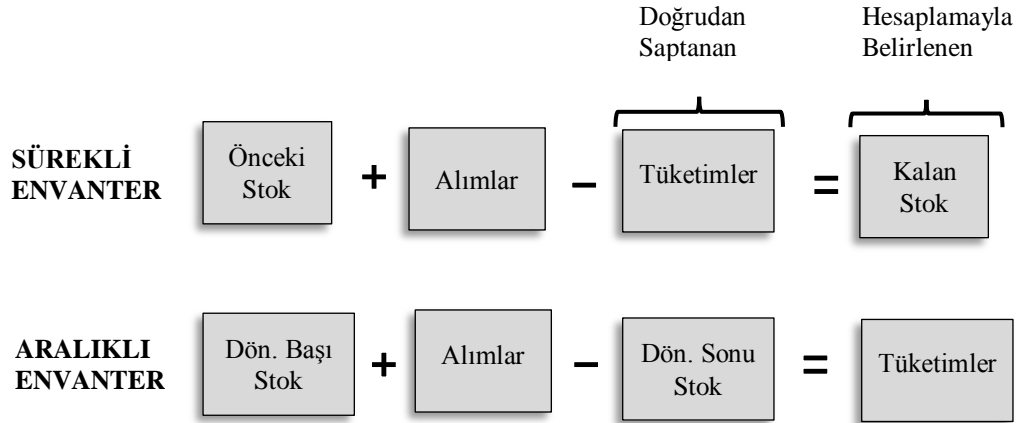 Doğrudan
Saptanan
Hesaplamayla
Belirlenen
SÜREKLİ
ENVANTER
Önceki
Stok
+
Alımlar
–
Tüketimler
=
Kalan
Stok
ARALIKLI
ENVANTER
Dön. Başı
Stok
+
Alımlar
–
Dön. Sonu
Stok
=
Tüketimler